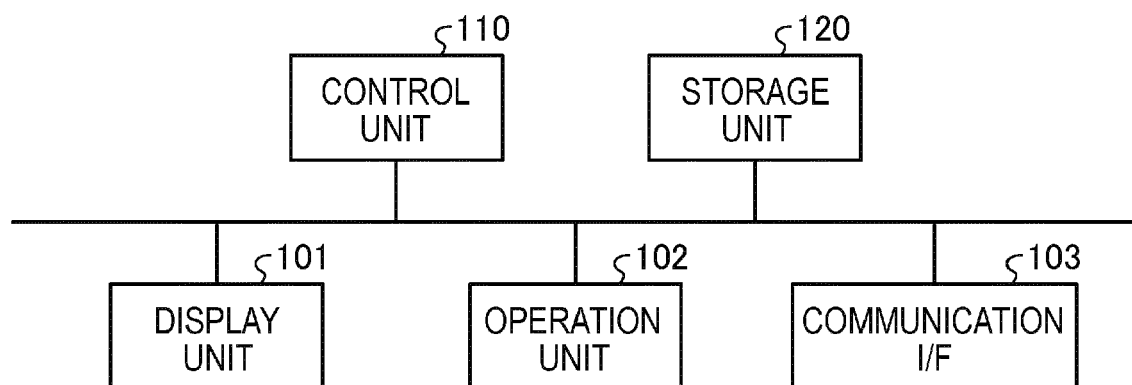 110
CONTROL
UNIT
120
STORAGE
UNIT
101
DISPLAY
UNIT
102
OPERATION
UNIT
103
COMMUNICATION
I/F